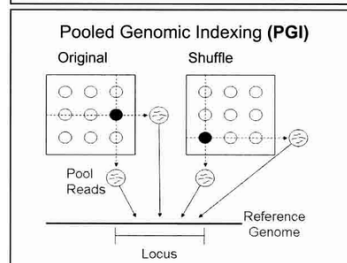 Pooled Genomic Indexing (PGI)
Original
Shuffle
Pool
Reads
Reference
Genome
Locus